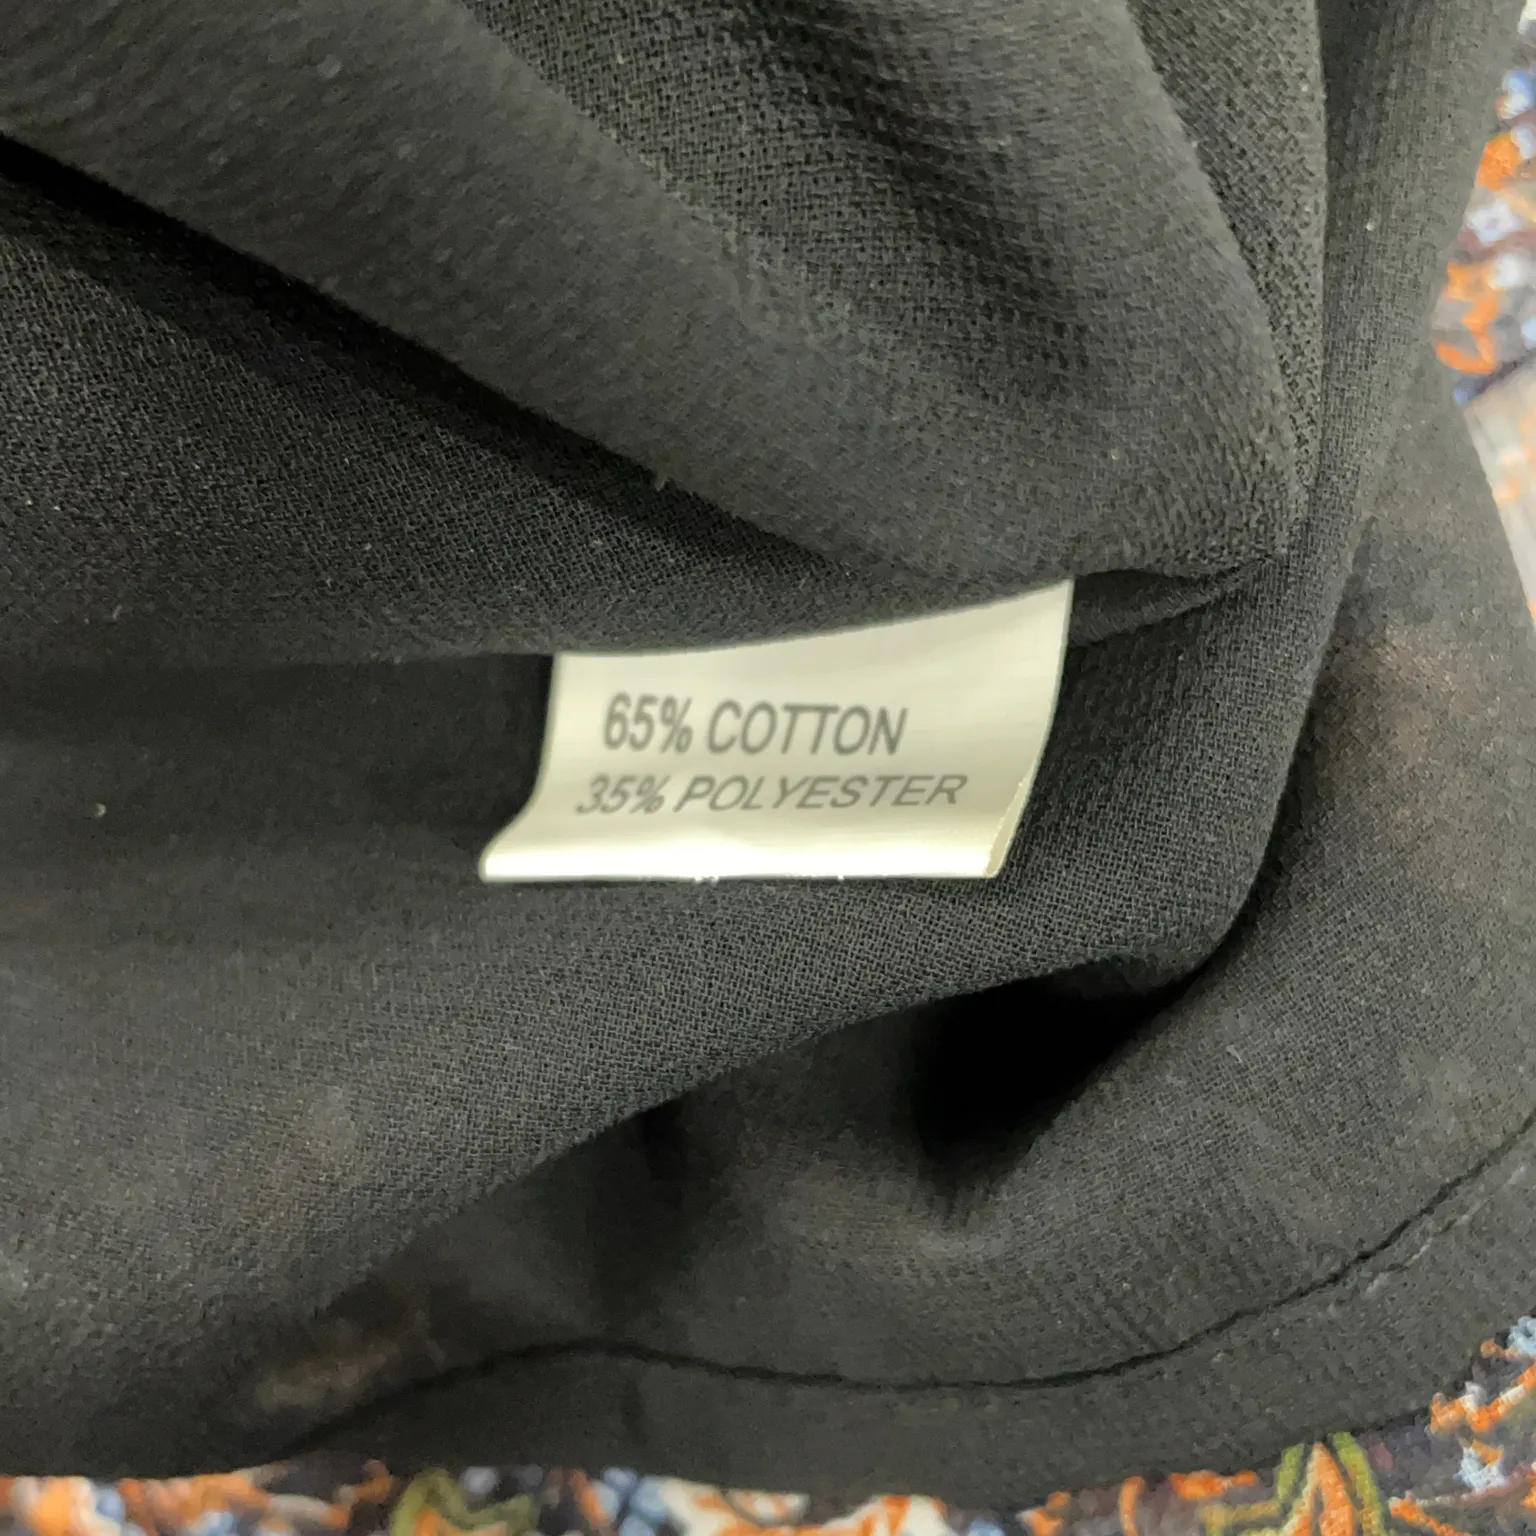 65% COTTON
35% POLYESTER